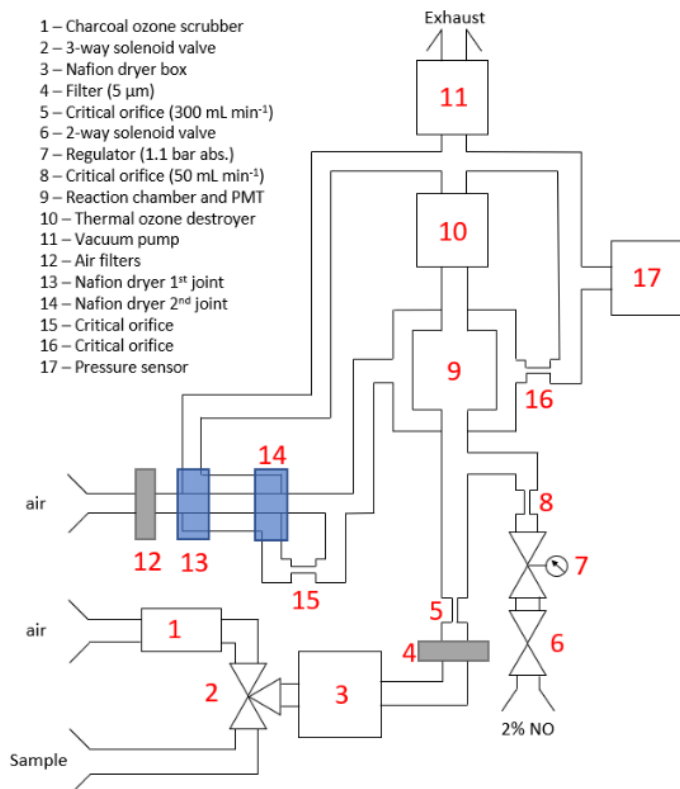 1 – Charcoal ozone scrubber
2 – 3-way solenoid valve
3 – Nafion dryer box
4 – Filter (5 µm)
5 – Critical orifice (300 mL min⁻¹)
6 – 2-way solenoid valve
7 – Regulator (1.1 bar abs.)
8 – Critical orifice (50 mL min⁻¹)
9 – Reaction chamber and PMT
10 – Thermal ozone destroyer
11 – Vacuum pump
12 – Air filters
13 – Nafion dryer 1ˢᵗ joint
14 – Nafion dryer 2ⁿᵈ joint
15 – Critical orifice
16 – Critical orifice
17 – Pressure sensor
Exhaust
11
10
17
9
16
14
air
8
12
13
7
15
5
air
1
4
6
2
3
2% NO
Sample